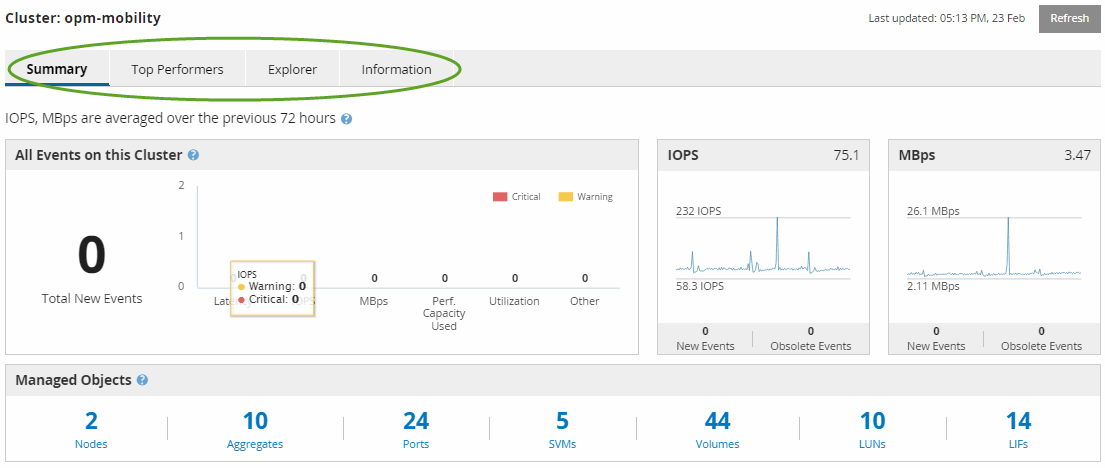 Cluster: opm-mobility
Last updated: 05:13 PM, 23 Feb
Refresh
Summary
Top Performers
Explorer
Information
IOPS, MBps are averaged over the previous 72 hours ?
All Events on this Cluster ?
0
Total New Events
2
1
0
Critical
Warning
IOPS
Warning: 0
Critical: 0
0 0 0 0 0 0
MBps
Perf.
Capacity
Used
Utilization
Other
IOPS 75.1
232 IOPS
58.3 IOPS
0
New Events
0
Obsolete Events
MBps 3.47
26.1 MBps
2.11 MBps
0
New Events
0
Obsolete Events
Managed Objects ?
2
Nodes
10
Aggregates
24
Ports
5
SVMs
44
Volumes
10
LUNs
14
LIFs